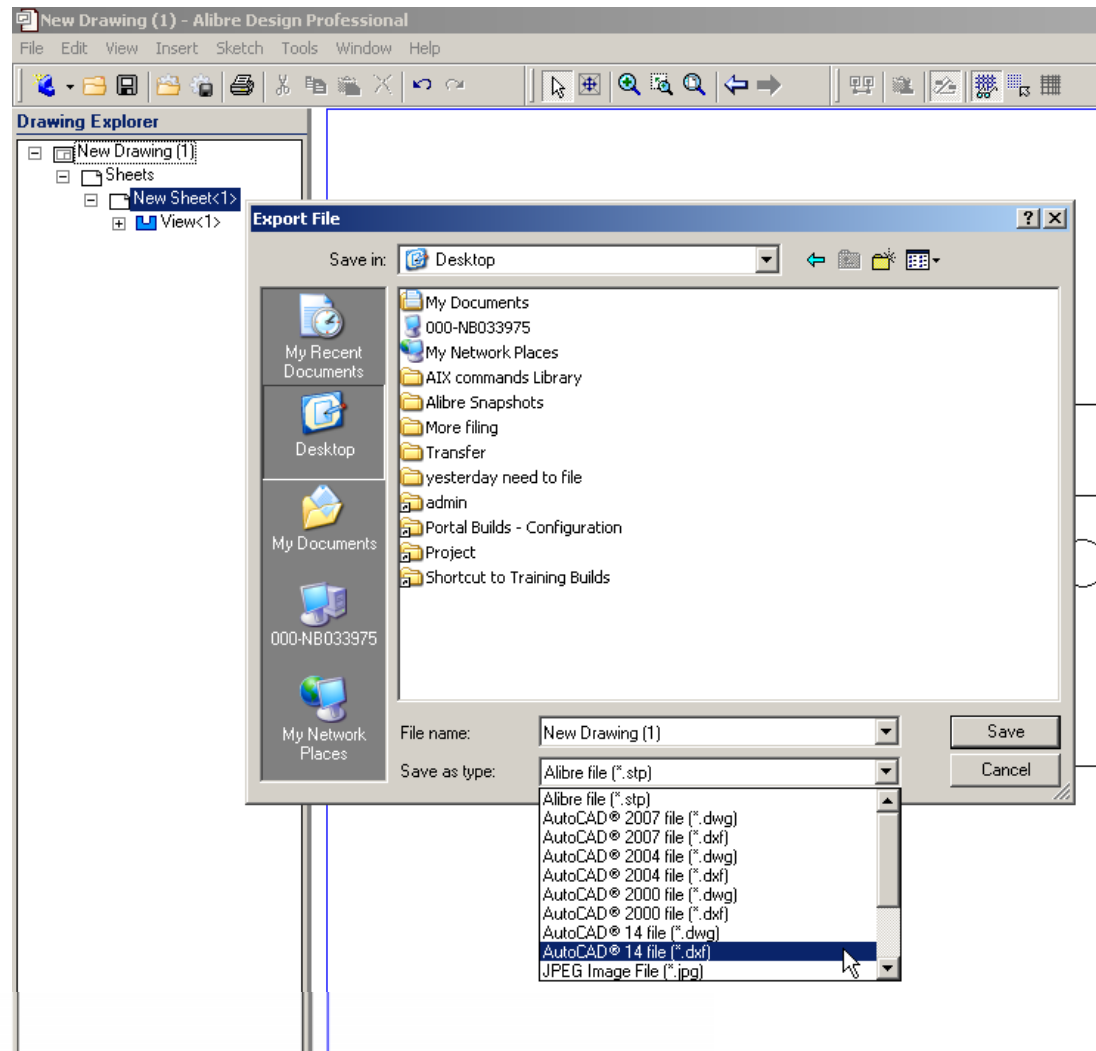 New Drawing (1) - Alibre Design Professional
File Edit View Insert Sketch Tools Window Help
Drawing Explorer
New Drawing (1)
Sheets
New Sheet<1>
View<1>
Export File
Save in: Desktop
My Recent Documents
Desktop
My Documents
000-NB033975
My Network Places
My Documents
000-NB033975
My Network Places
AIX commands Library
Alibre Snapshots
More filing
Transfer
yesterday need to file
admin
Portal Builds - Configuration
Project
Shortcut to Training Builds
File name: New Drawing (1) Save
Save as type: Alibre file (*.stp) Cancel
Alibre file (*.stp)
AutoCAD® 2007 file (*.dwg)
AutoCAD® 2007 file (*.dxf)
AutoCAD® 2004 file (*.dwg)
AutoCAD® 2004 file (*.dxf)
AutoCAD® 2000 file (*.dwg)
AutoCAD® 2000 file (*.dxf)
AutoCAD® 14 file (*.dwg)
AutoCAD® 14 file (*.dxf)
JPEG Image File (*.jpg)